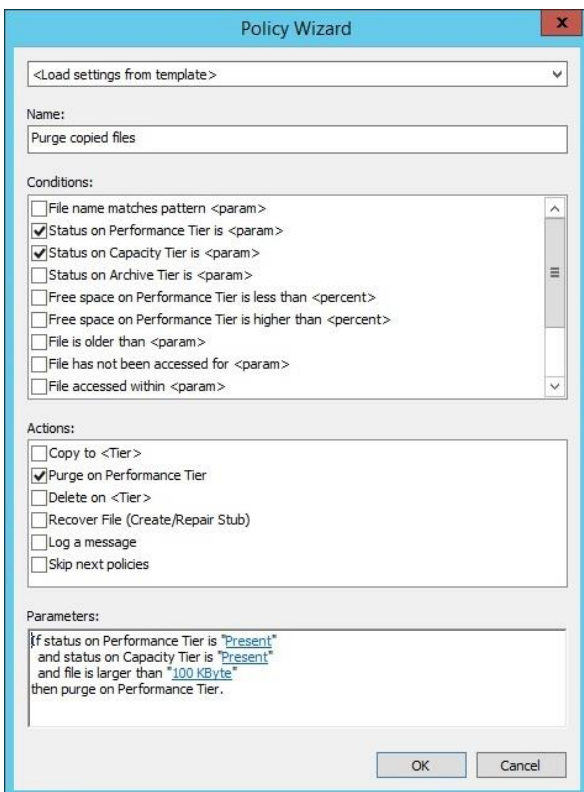 Policy Wizard
x
<Load settings from template>
Name:
Purge copied files
Conditions:
File name matches pattern <param>
Status on Performance Tier is <param>
Status on Capacity Tier is <param>
Status on Archive Tier is <param>
Free space on Performance Tier is less than <percent>
Free space on Performance Tier is higher than <percent>
File is older than <param>
File has not been accessed for <param>
File accessed within <param>
Actions:
Copy to <Tier>
Purge on Performance Tier
Delete on <Tier>
Recover File (Create/Repair Stub)
Log a message
Skip next policies
Parameters:
If status on Performance Tier is "Present"
and status on Capacity Tier is "Present"
and file is larger than "100 KByte"
then purge on Performance Tier.
OK
Cancel